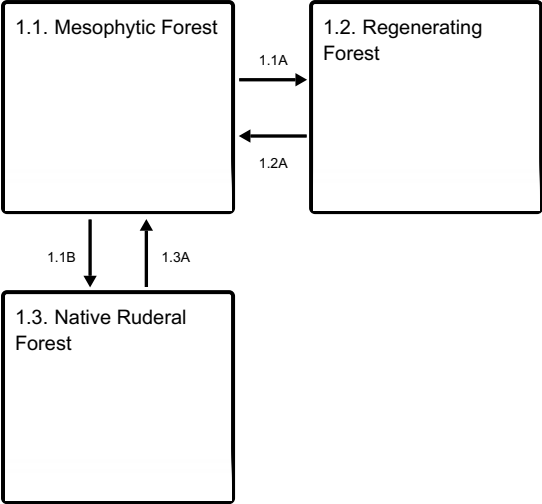 1.1. Mesophytic Forest
1.2. Regenerating
Forest
1.1A
1.2A
1.1B
1.3A
1.3. Native Ruderal
Forest